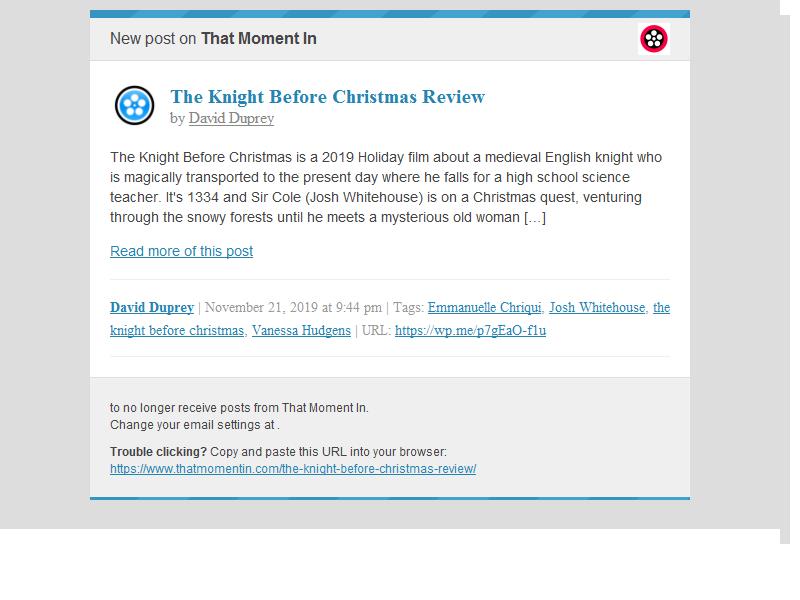 New post on That Moment In
The Knight Before Christmas Review
by David Duprey
The Knight Before Christmas is a 2019 Holiday film about a medieval English knight who
is magically transported to the present day where he falls for a high school science
teacher. It's 1334 and Sir Cole (Josh Whitehouse) is on a Christmas quest, venturing
through the snowy forests until he meets a mysterious old woman […]
Read more of this post
David Duprey | November 21, 2019 at 9:44 pm | Tags: Emmanuelle Chriqui, Josh Whitehouse, the
knight before christmas, Vanessa Hudgens | URL: https://wp.me/p7gEaO-f1u
to no longer receive posts from That Moment In.
Change your email settings at .
Trouble clicking? Copy and paste this URL into your browser:
https://www.thatmomentin.com/the-knight-before-christmas-review/